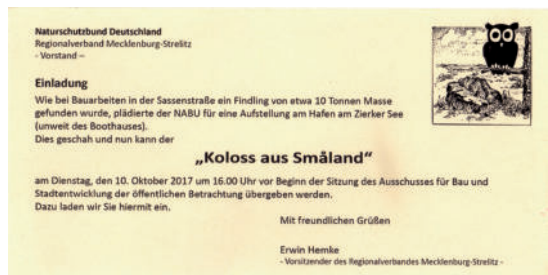 Naturschutzbund Deutschland
Regionalverband Mecklenburg-Strelitz
- Vorstand –
Einladung
Wie bei Bauarbeiten in der Sassenstraße ein Findling von etwa 10 Tonnen Masse
gefunden wurde, plädierte der NABU für eine Aufstellung am Hafen am Zierker See
(unweit des Boothauses).
Dies geschah und nun kann der
„Koloss aus Småland“
am Dienstag, den 10. Oktober 2017 um 16.00 Uhr vor Beginn der Sitzung des Ausschusses für Bau und
Stadtentwicklung der öffentlichen Betrachtung übergeben werden.
Dazu laden wir Sie hiermit ein.
Mit freundlichen Grüßen
Erwin Hemke
- Vorsitzender des Regionalverbandes Mecklenburg-Strelitz -